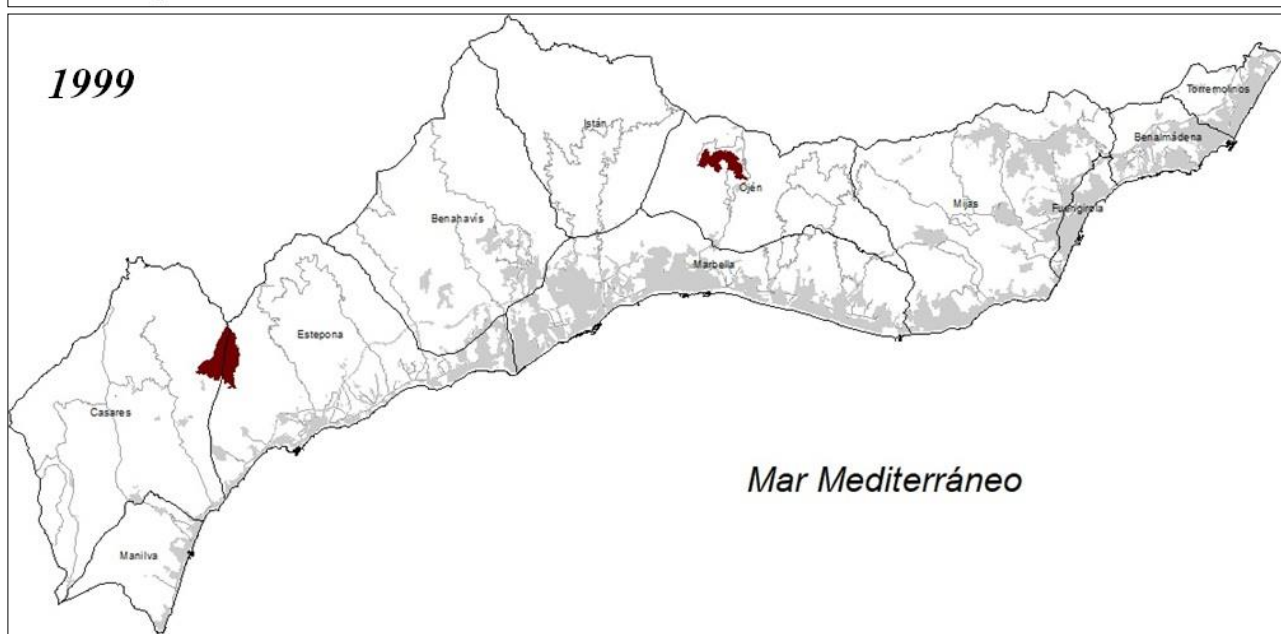 1999
Torremolinos
Benalmádena
Istán
Ojén
Mijas
Fuengirola
Benahavís
Marbella
Estepona
Casares
Mar Mediterráneo
Manilva